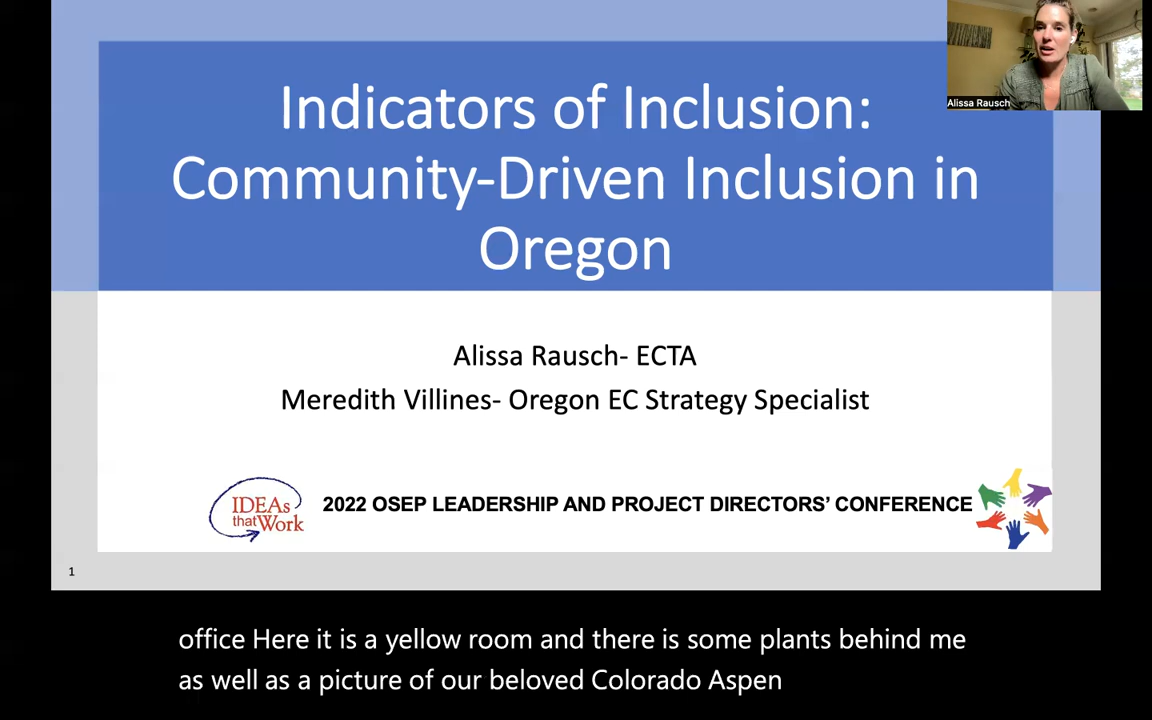 Alissa Rausch
Indicators of Inclusion:
Community-Driven Inclusion in
Oregon
Alissa Rausch- ECTA
Meredith Villines- Oregon EC Strategy Specialist
IDEAs
that Work
2022 OSEP LEADERSHIP AND PROJECT DIRECTORS’ CONFERENCE
1
office Here it is a yellow room and there is some plants behind me
as well as a picture of our beloved Colorado Aspen